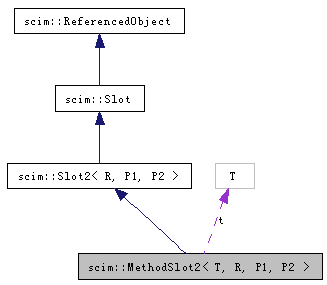 scim::ReferencedObject
scim::Slot
scim::Slot2< R, P1, P2 >
T
t
scim::MethodSlot2< T, R, P1, P2 >